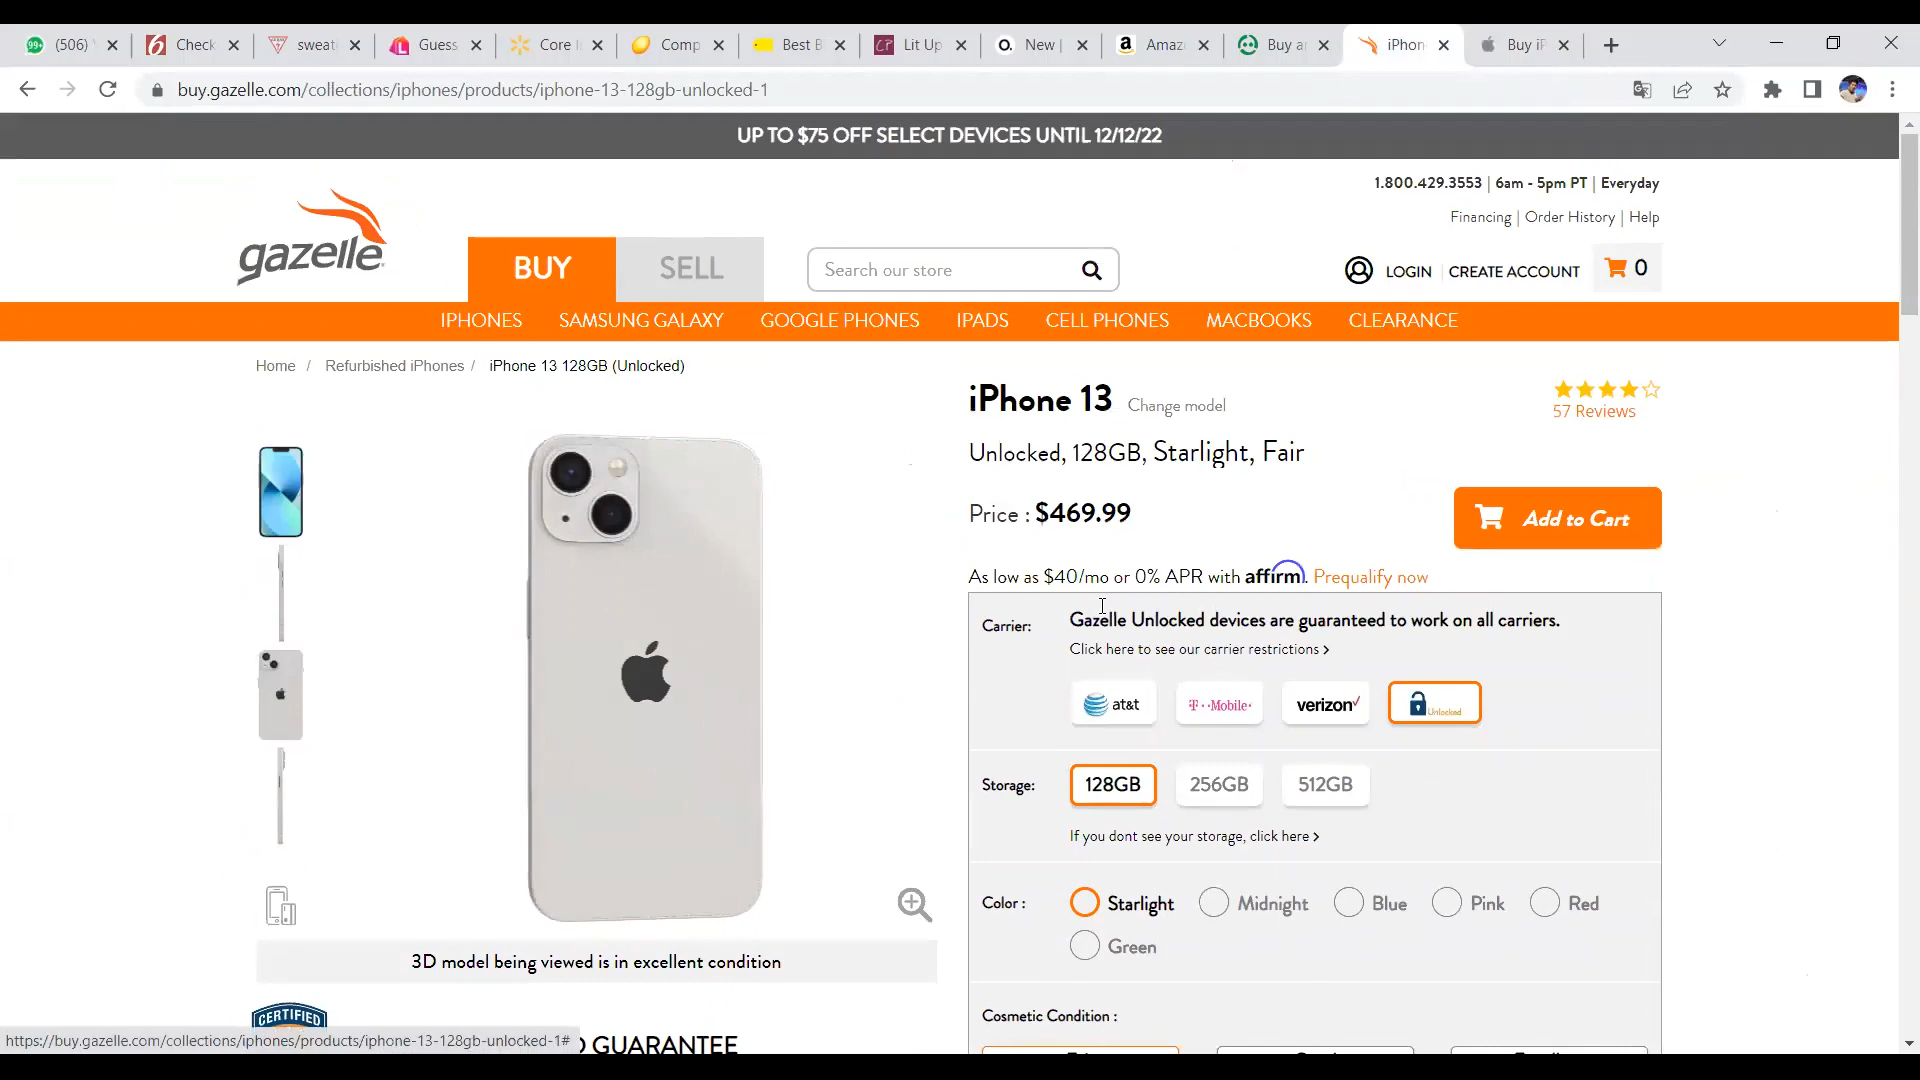 99+ (506)
Check
sweat
Guess
Core
Comp
Best B
Lit Up
New |
Amaz
Buy a
iPhon
Buy iP
buy.gazelle.com/collections/iphones/products/iphone-13-128gb-unlocked-1
UP TO $75 OFF SELECT DEVICES UNTIL 12/12/22
1.800.429.3553 | 6am - 5pm PT | Everyday
Financing | Order History | Help
gazelle
BUY
SELL
Search our store
LOGIN
CREATE ACCOUNT
0
IPHONES SAMSUNG GALAXY GOOGLE PHONES IPADS CELL PHONES MACBOOKS CLEARANCE
Home / Refurbished iPhones / iPhone 13 128GB (Unlocked)
iPhone 13 Change model
57 Reviews
Unlocked, 128GB, Starlight, Fair
Price : $469.99
Add to Cart
As low as $40/mo or 0% APR with affirm. Prequalify now
Carrier:
Gazelle Unlocked devices are guaranteed to work on all carriers.
Click here to see our carrier restrictions >
at&t
T··Mobile·
verizon✓
Unlocked
Storage:
128GB
256GB
512GB
If you dont see your storage, click here >
Color :
Starlight
Midnight
Blue
Pink
Red
Green
3D model being viewed is in excellent condition
Cosmetic Condition :
CERTIFIED
GUARANTEE
https://buy.gazelle.com/collections/iphones/products/iphone-13-128gb-unlocked-1#